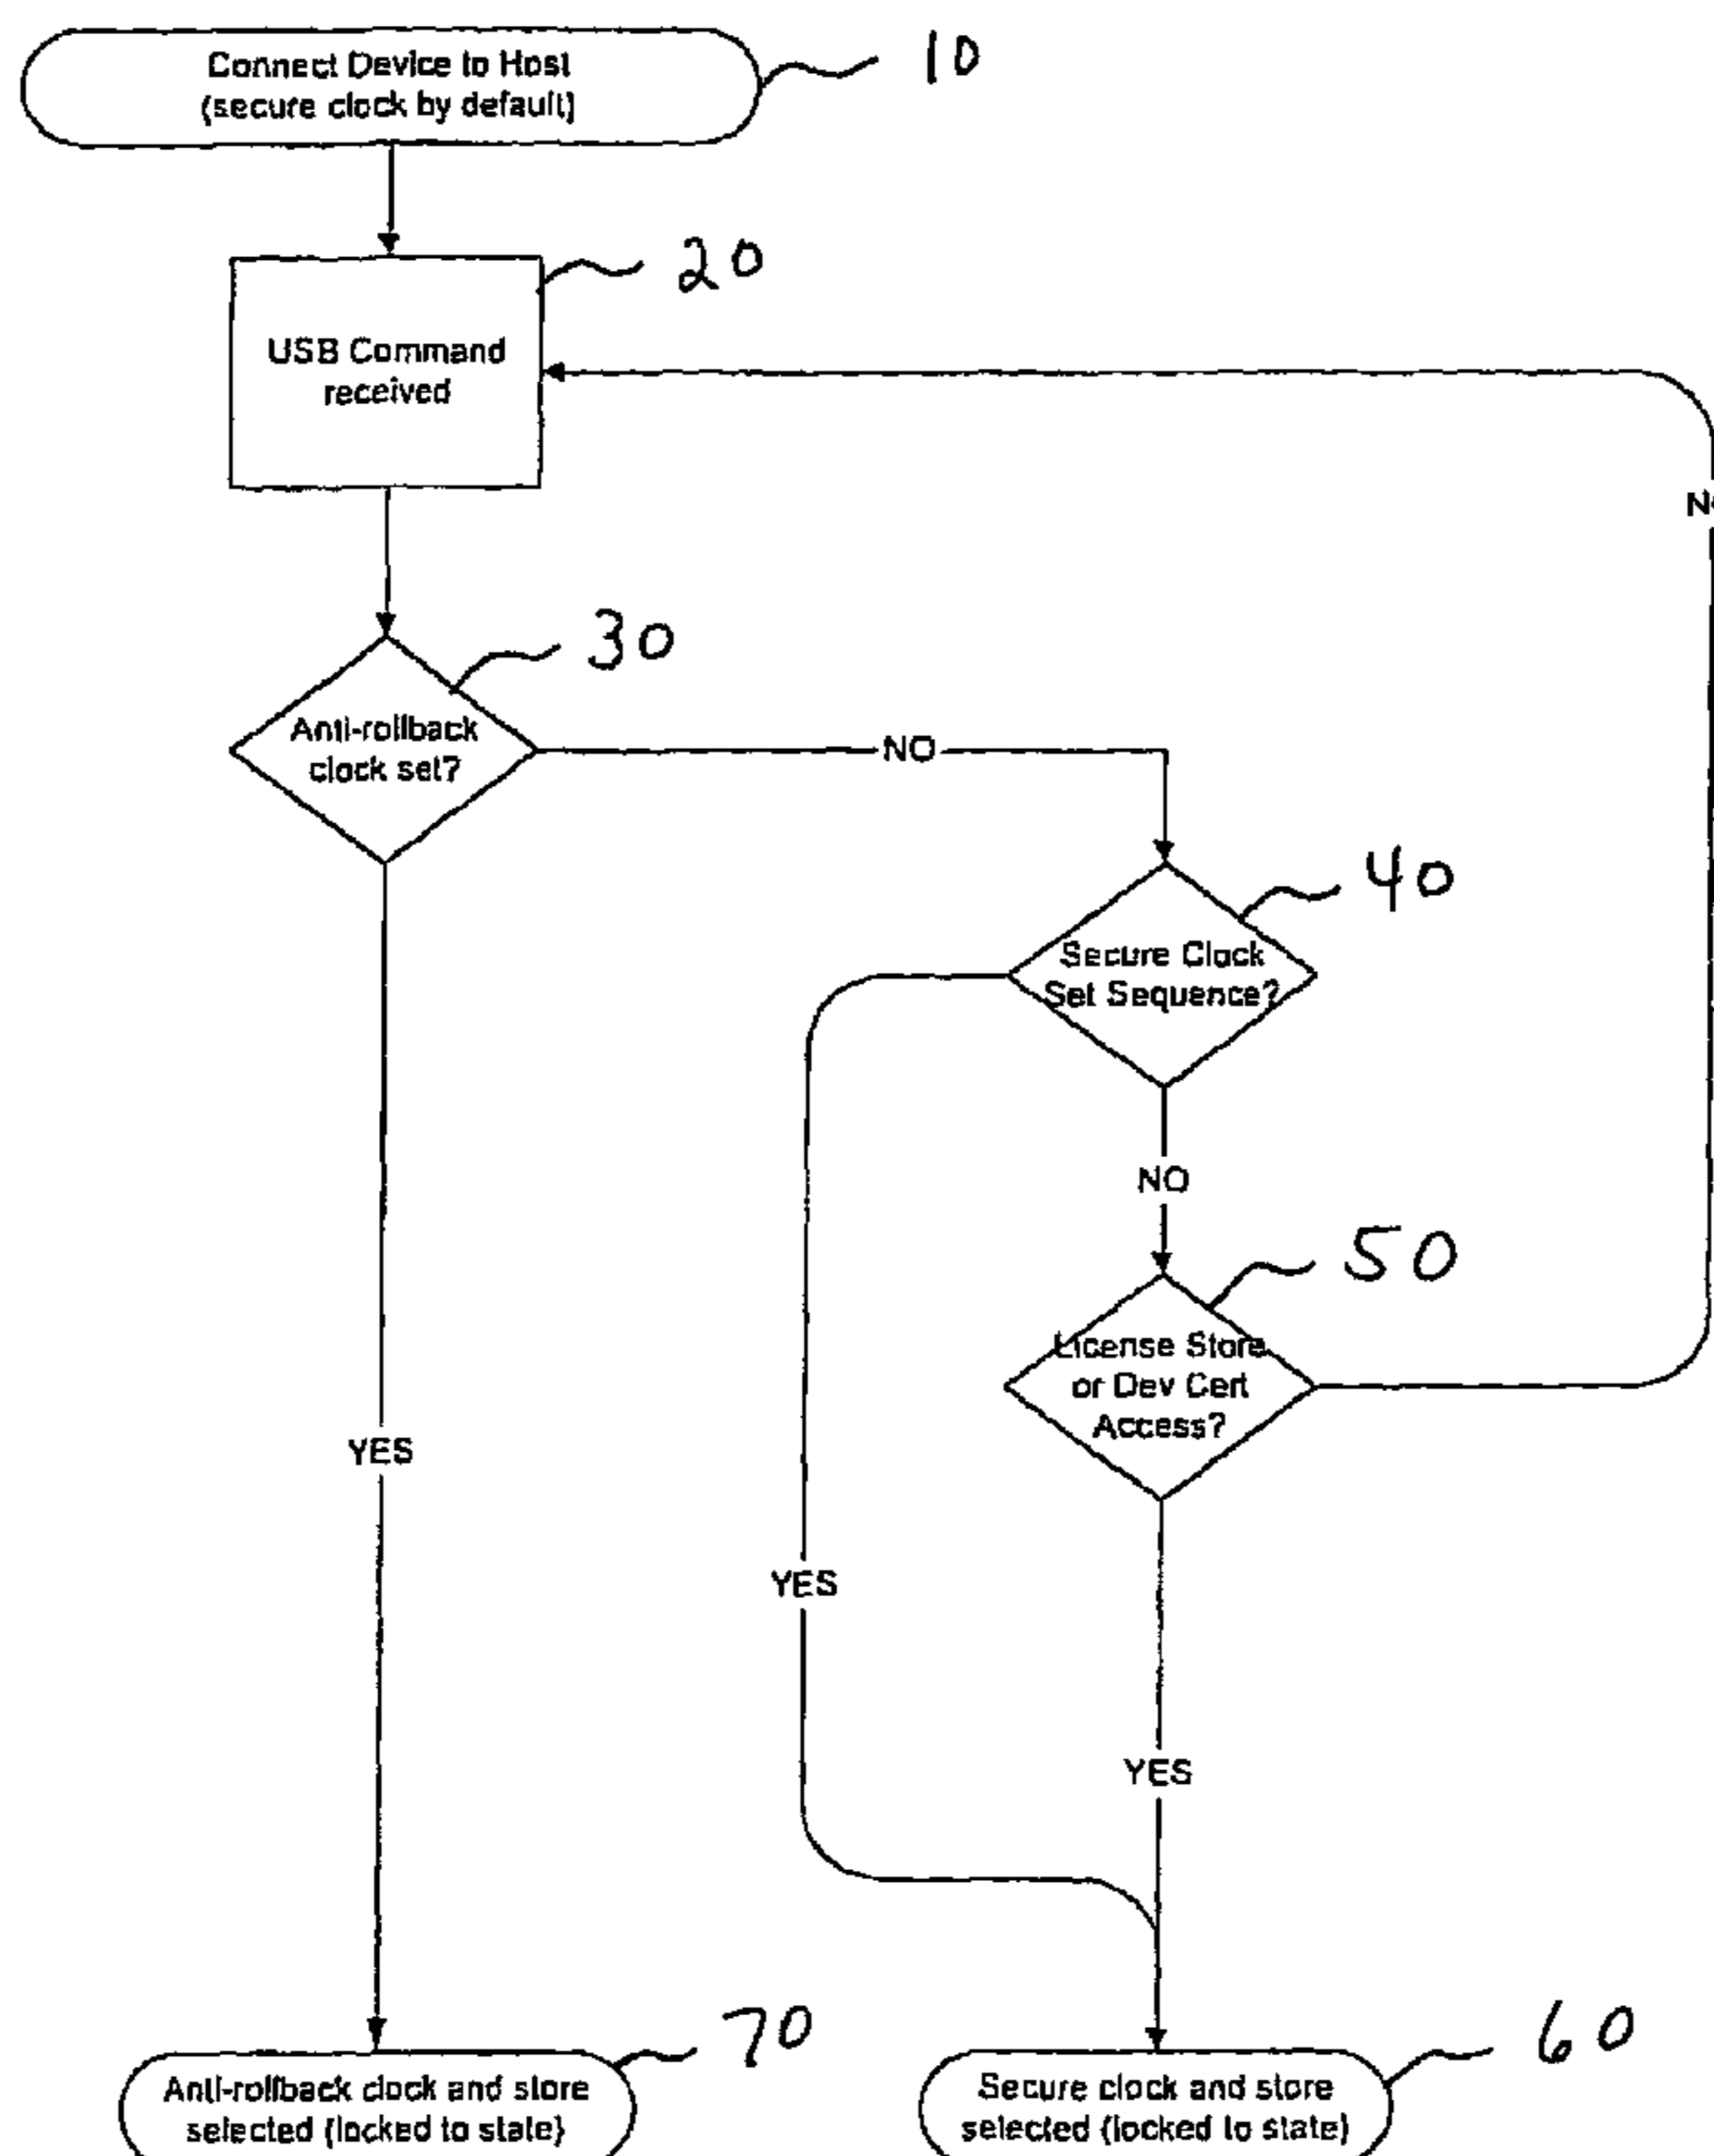 Connect Device to Host
(secure clock by default)
10
20
USB Command
received
30
Anti-rollback
clock set?
NO
40
Secure Clock
Set Sequence?
NO
50
License Store
or Dev Cert
Access?
YES
YES
YES
70
60
Anti-rollback clock and store
selected (locked to state)
Secure clock and store
selected (locked to state)